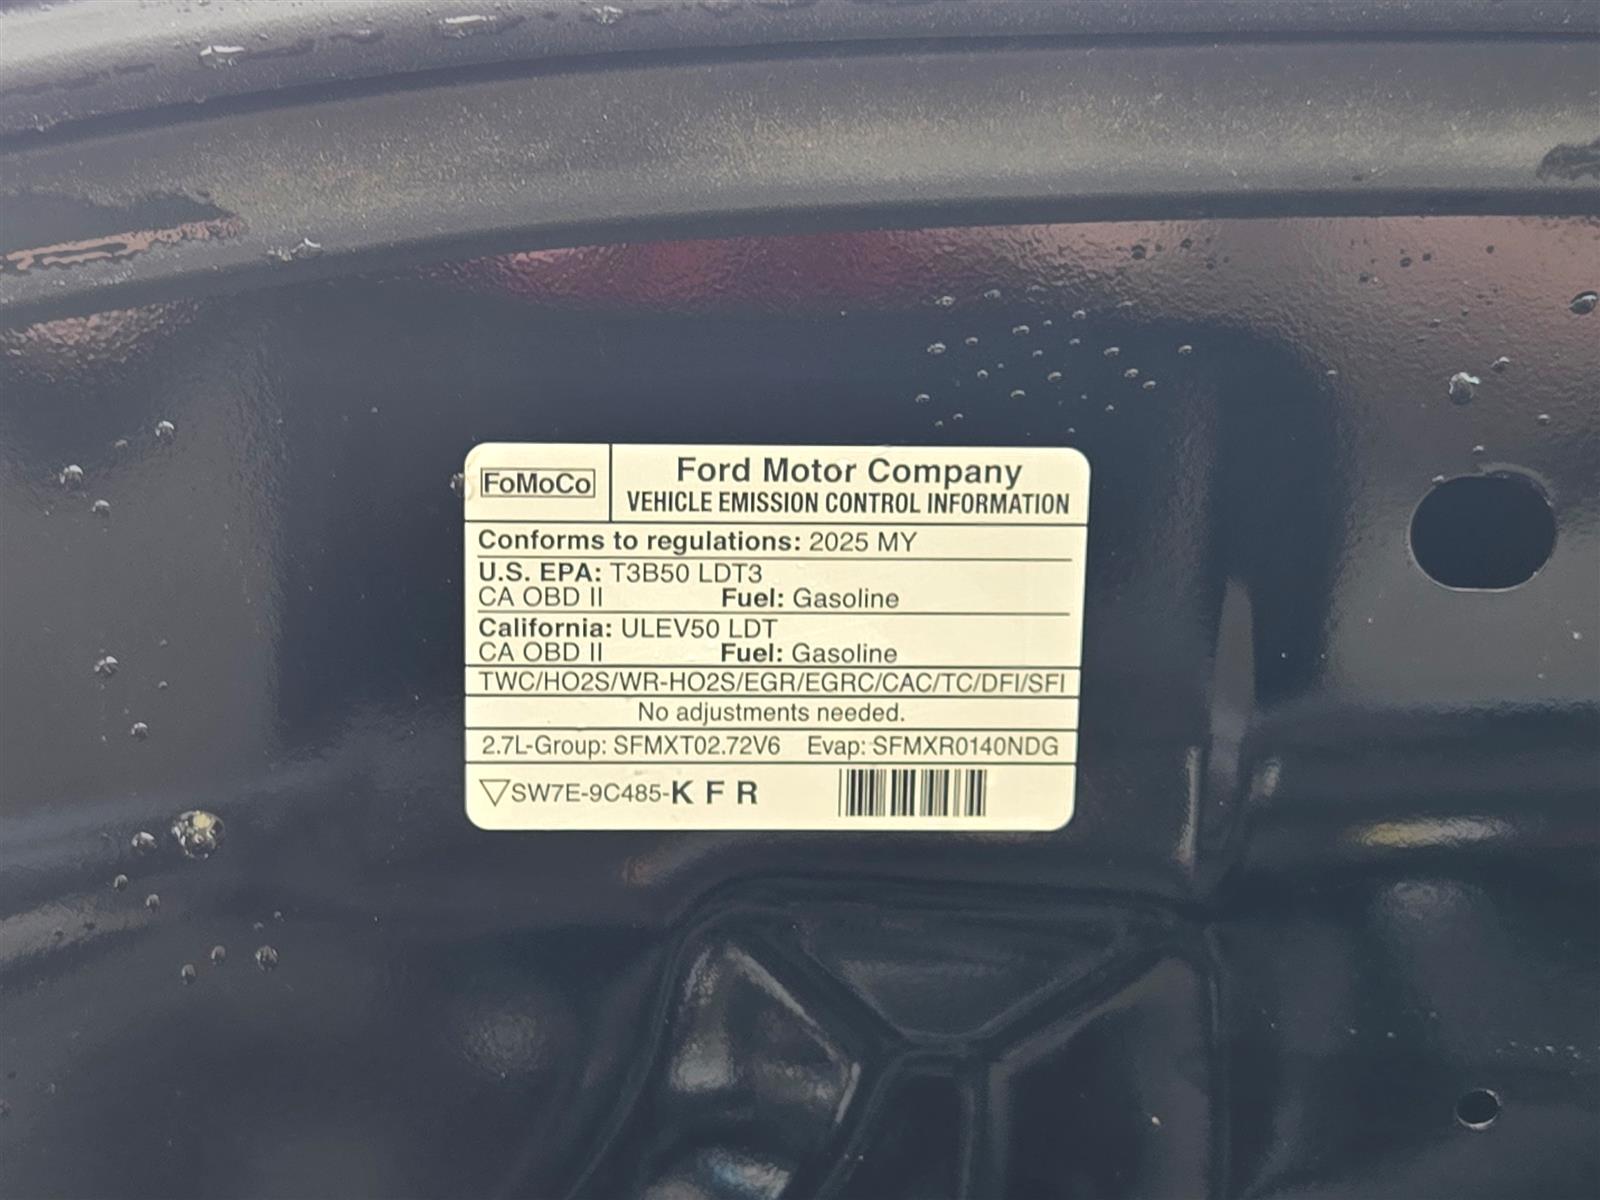 FoMoCo
Ford Motor Company
VEHICLE EMISSION CONTROL INFORMATION
Conforms to regulations: 2025 MY
U.S. EPA: T3B50 LDT3
CA OBD II Fuel: Gasoline
California: ULEV50 LDT
CA OBD II Fuel: Gasoline
TWC/HO2S/WR-HO2S/EGR/EGRC/CAC/TC/DFI/SFI
No adjustments needed.
2.7L-Group: SFMXT02.72V6 Evap: SFMXR0140NDG
SW7E-9C485-K F R